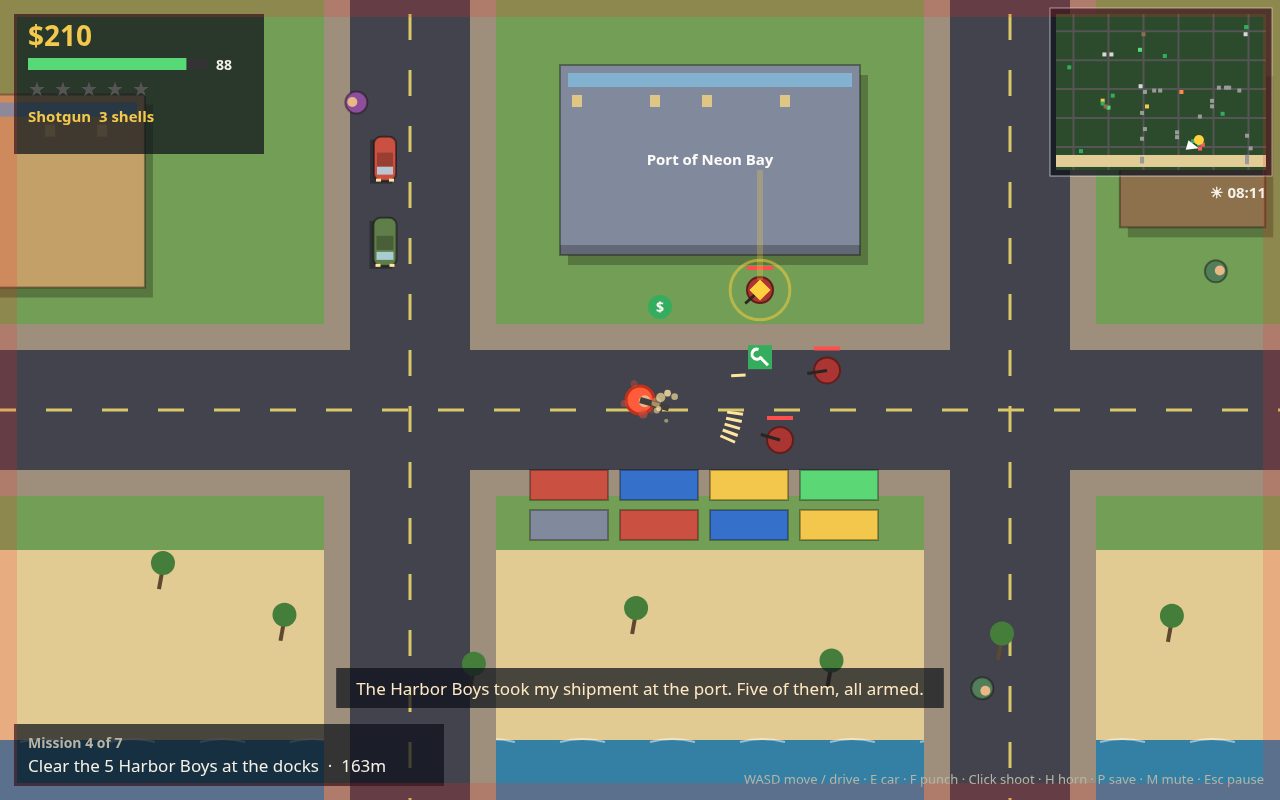 $210
88
Shotgun 3 shells
Port of Neon Bay
☀ 08:11
$
The Harbor Boys took my shipment at the port. Five of them, all armed.
Mission 4 of 7
Clear the 5 Harbor Boys at the docks · 163m
WASD move / drive · E car · F punch · Click shoot · H horn · P save · M mute · Esc pause